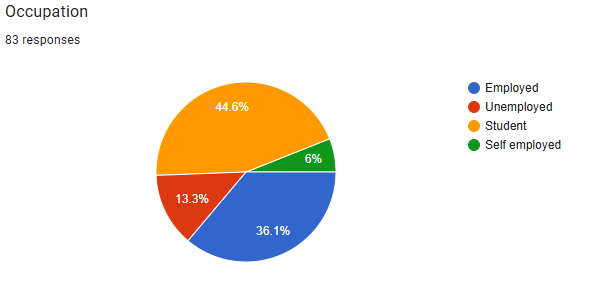 Occupation
83 responses
44.6%
6%
13.3%
36.1%
Employed
Unemployed
Student
Self employed